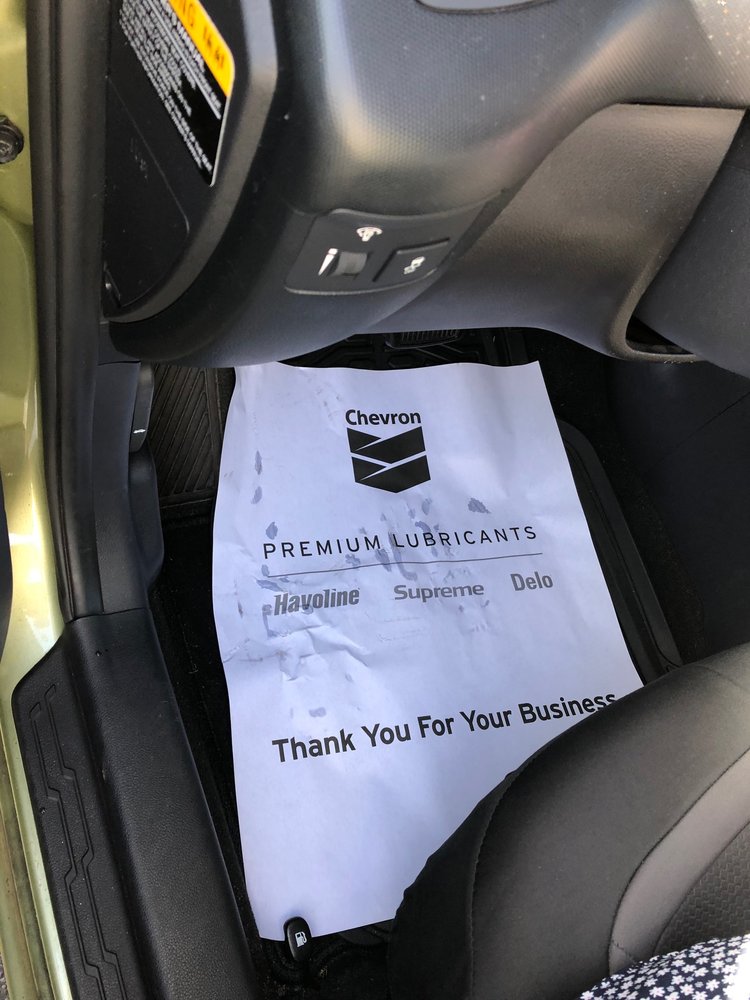 Chevron
PREMIUM LUBRICANTS
Havoline Supreme Delo
Thank You For Your Business